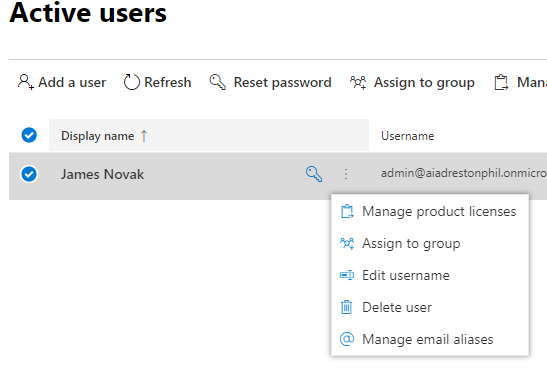 Active users
Add a user Refresh Reset password Assign to group Mana
Display name ↑ Username
James Novak admin@aiadrestonphil.onmicro
Manage product licenses
Assign to group
Edit username
Delete user
Manage email aliases